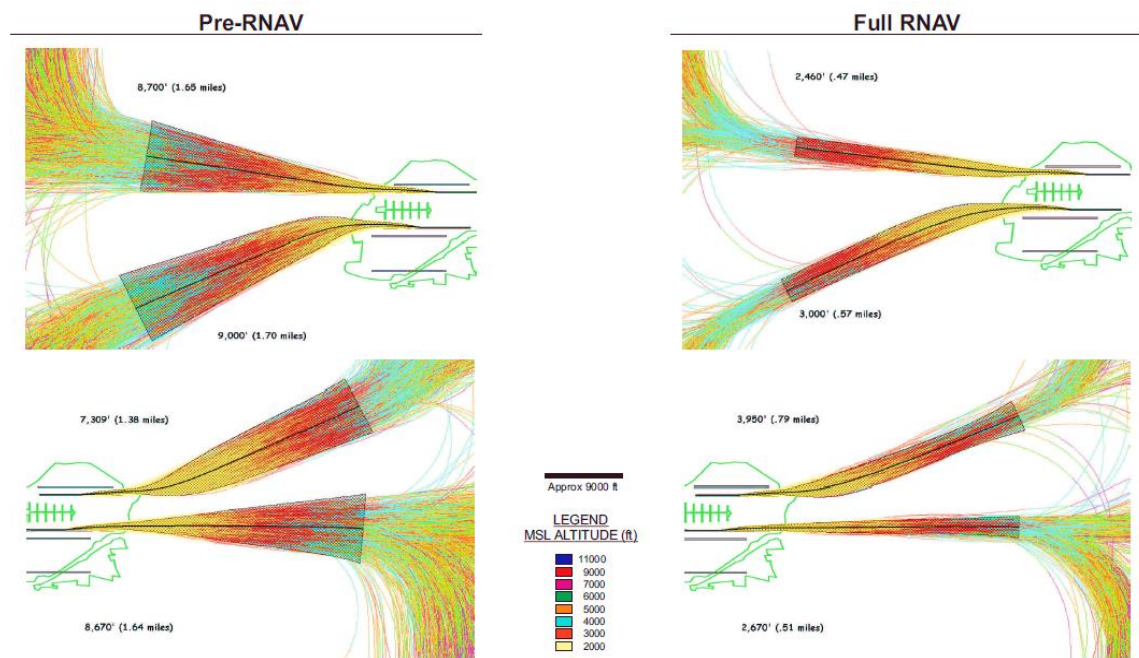 Pre-RNAV
Full RNAV
8,700' (1.65 miles)
2,460' (.47 miles)
9,000' (1.70 miles)
3,000' (.57 miles)
7,309' (1.38 miles)
3,950' (.79 miles)
Approx 9000 ft
LEGEND
MSL ALTITUDE (ft)
11000
9000
7000
6000
5000
4000
3000
2000
8,670' (1.64 miles)
2,670' (.51 miles)